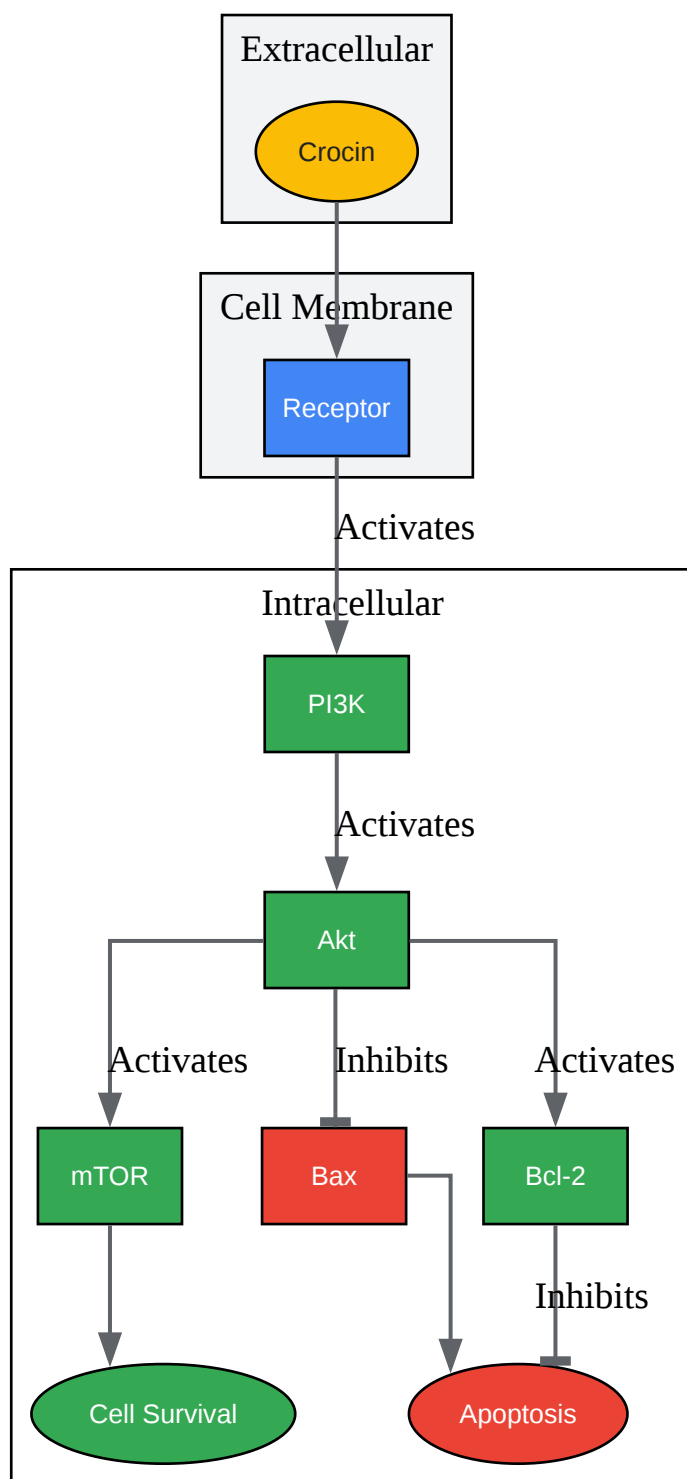 Extracellular
Crocin
Cell Membrane
Receptor
Activates
Intracellular
PI3K
Activates
Akt
Activates
Inhibits
Activates
mTOR
Bax
Bcl-2
Inhibits
Cell Survival
Apoptosis